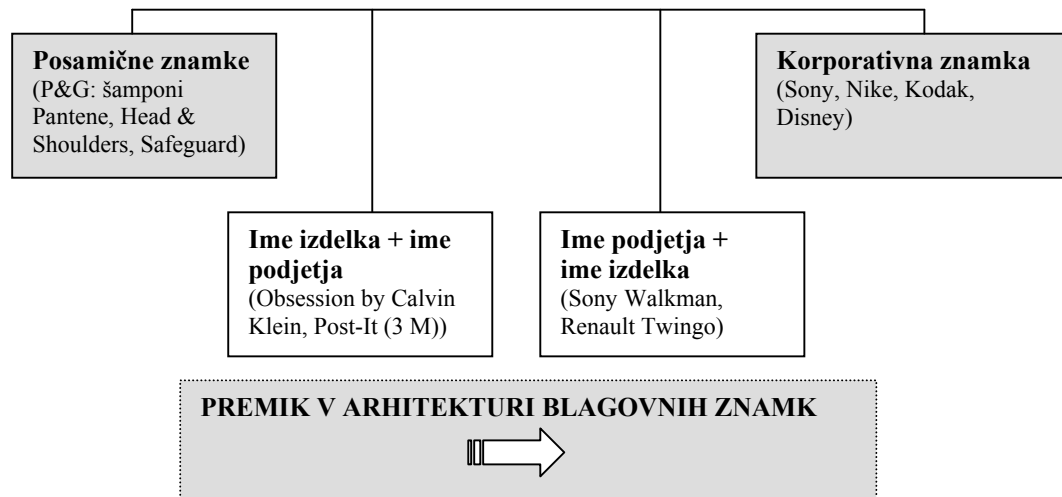 Posamične znamke
(P&G: šamponi
Pantene, Head &
Shoulders, Safeguard)
Korporativna znamka
(Sony, Nike, Kodak,
Disney)
Ime izdelka + ime
podjetja
(Obsession by Calvin
Klein, Post-It (3 M))
Ime podjetja +
ime izdelka
(Sony Walkman,
Renault Twingo)
PREMIK V ARHITEKTURI BLAGOVNIH ZNAMK